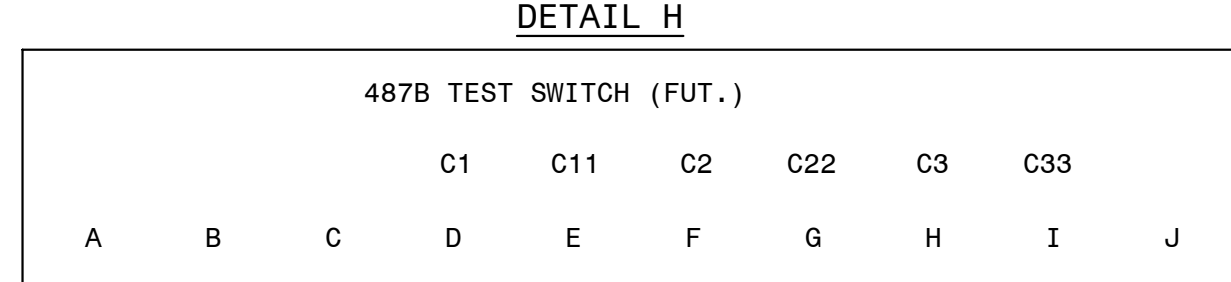 DETAIL H
487B TEST SWITCH (FUT.)
C1 C11 C2 C22 C3 C33
A B C D E F G H I J